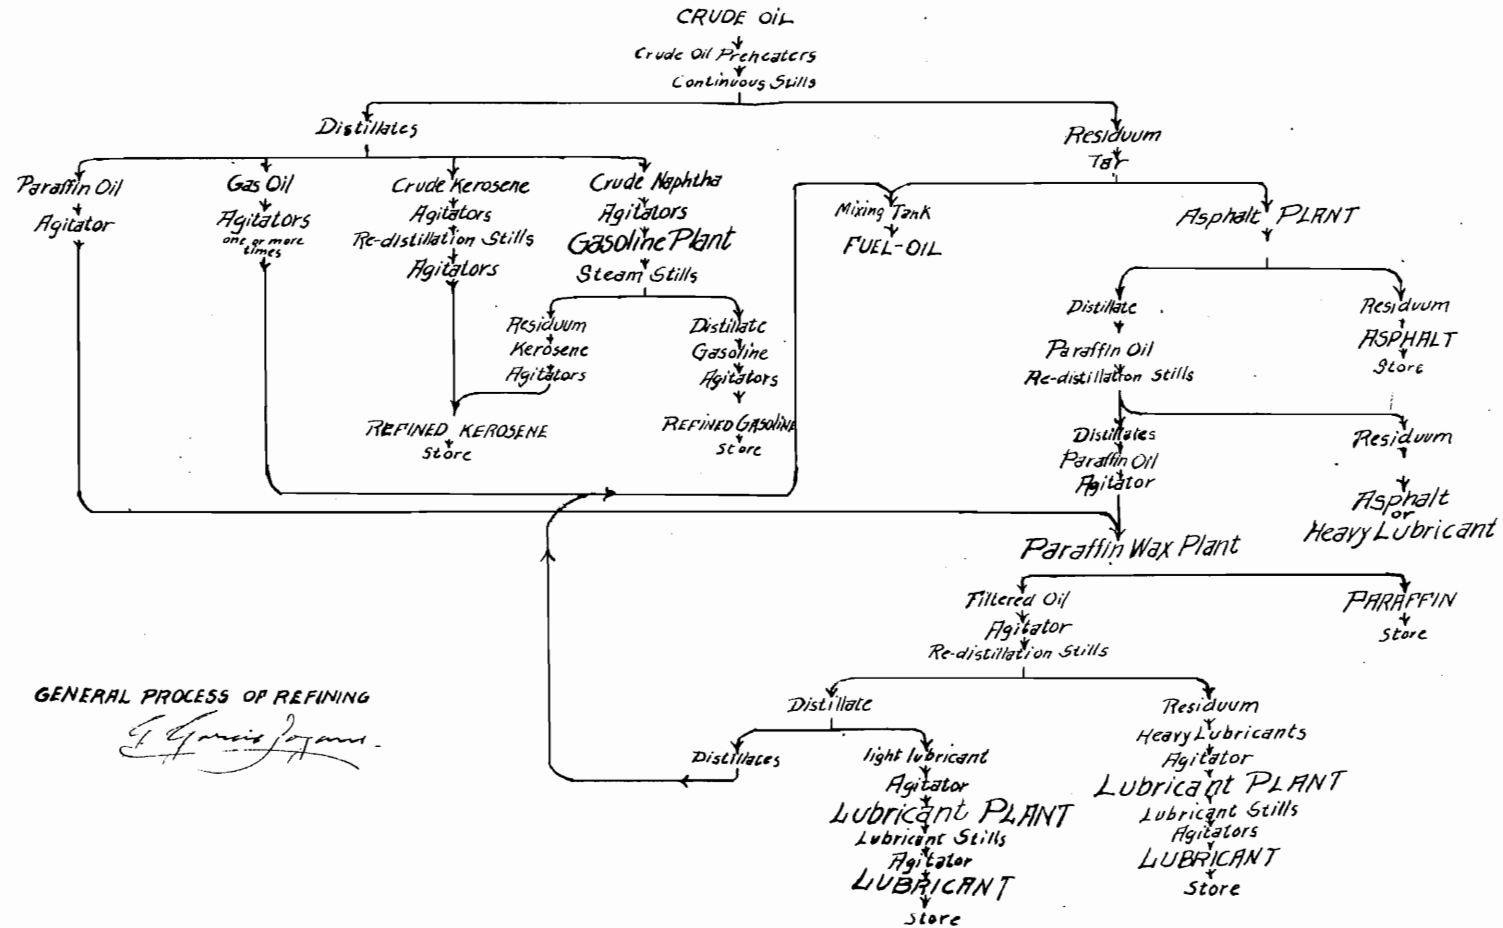 CRUDE OIL
Crude Oil Preheaters
Continuous Stills
Distillates
Residuum
Tar
Paraffin Oil
Agitator
Gas Oil
Agitators
one or more
times
Crude Kerosene
Agitators
Re-distillation Stills
Agitators
Crude Naphtha
Agitators
Gasoline Plant
Steam Stills
Residuum
Kerosene
Agitators
Distillate
Gasoline
Agitators
REFINED KEROSENE
Store
REFINED GASOLINE
Store
Mixing Tank
FUEL-OIL
Asphalt PLANT
Distillate
Paraffin Oil
Re-distillation Stills
Residuum
ASPHALT
Store
Distillates
Paraffin Oil
Agitator
Residuum
Asphalt
or
Heavy Lubricant
Paraffin Wax Plant
Filtered Oil
Agitator
Re-distillation Stills
PARAFFIN
Store
Distillate
Distillates
light lubricant
Agitator
Lubricant PLANT
Lubricant Stills
Agitator
LUBRICANT
Store
Residuum
Heavy Lubricants
Agitator
Lubricant PLANT
Lubricant Stills
Agitators
LUBRICANT
Store
GENERAL PROCESS OF REFINING